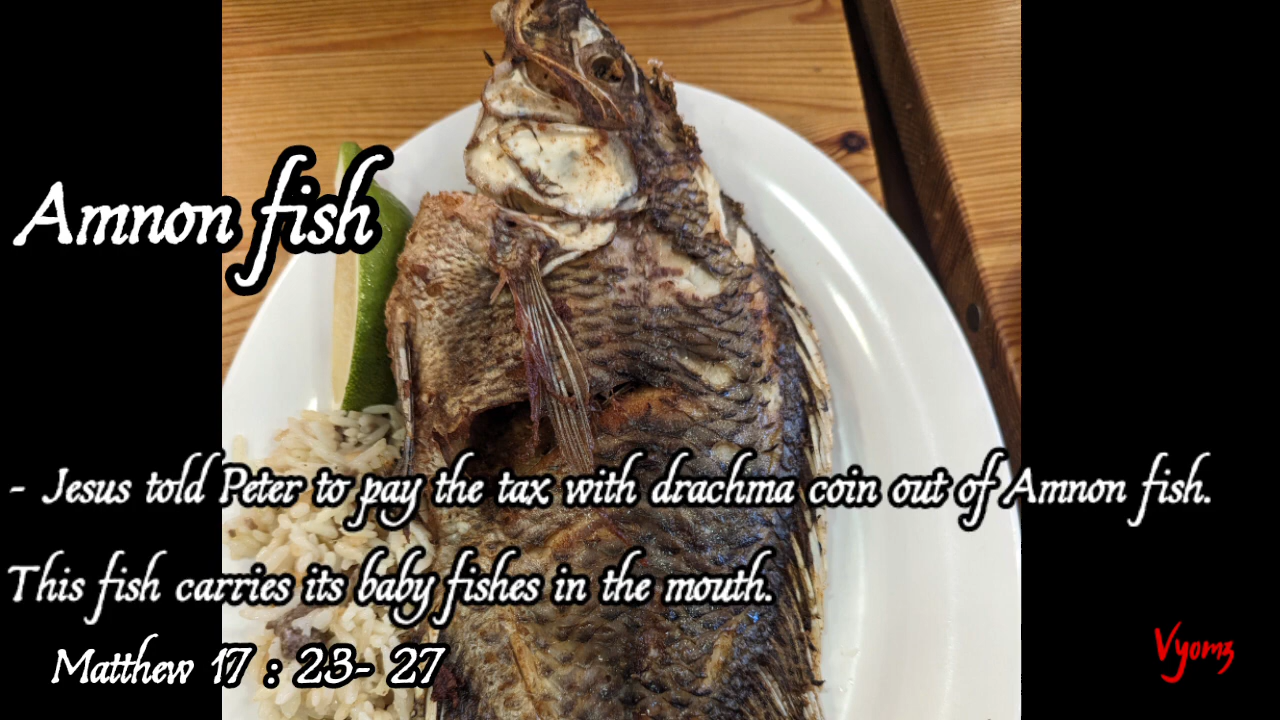 Amnon fish
- Jesus told Peter to pay the tax with drachma coin out of Amnon fish.
This fish carries its baby fishes in the mouth.
Matthew 17 : 23- 27
Vyomz